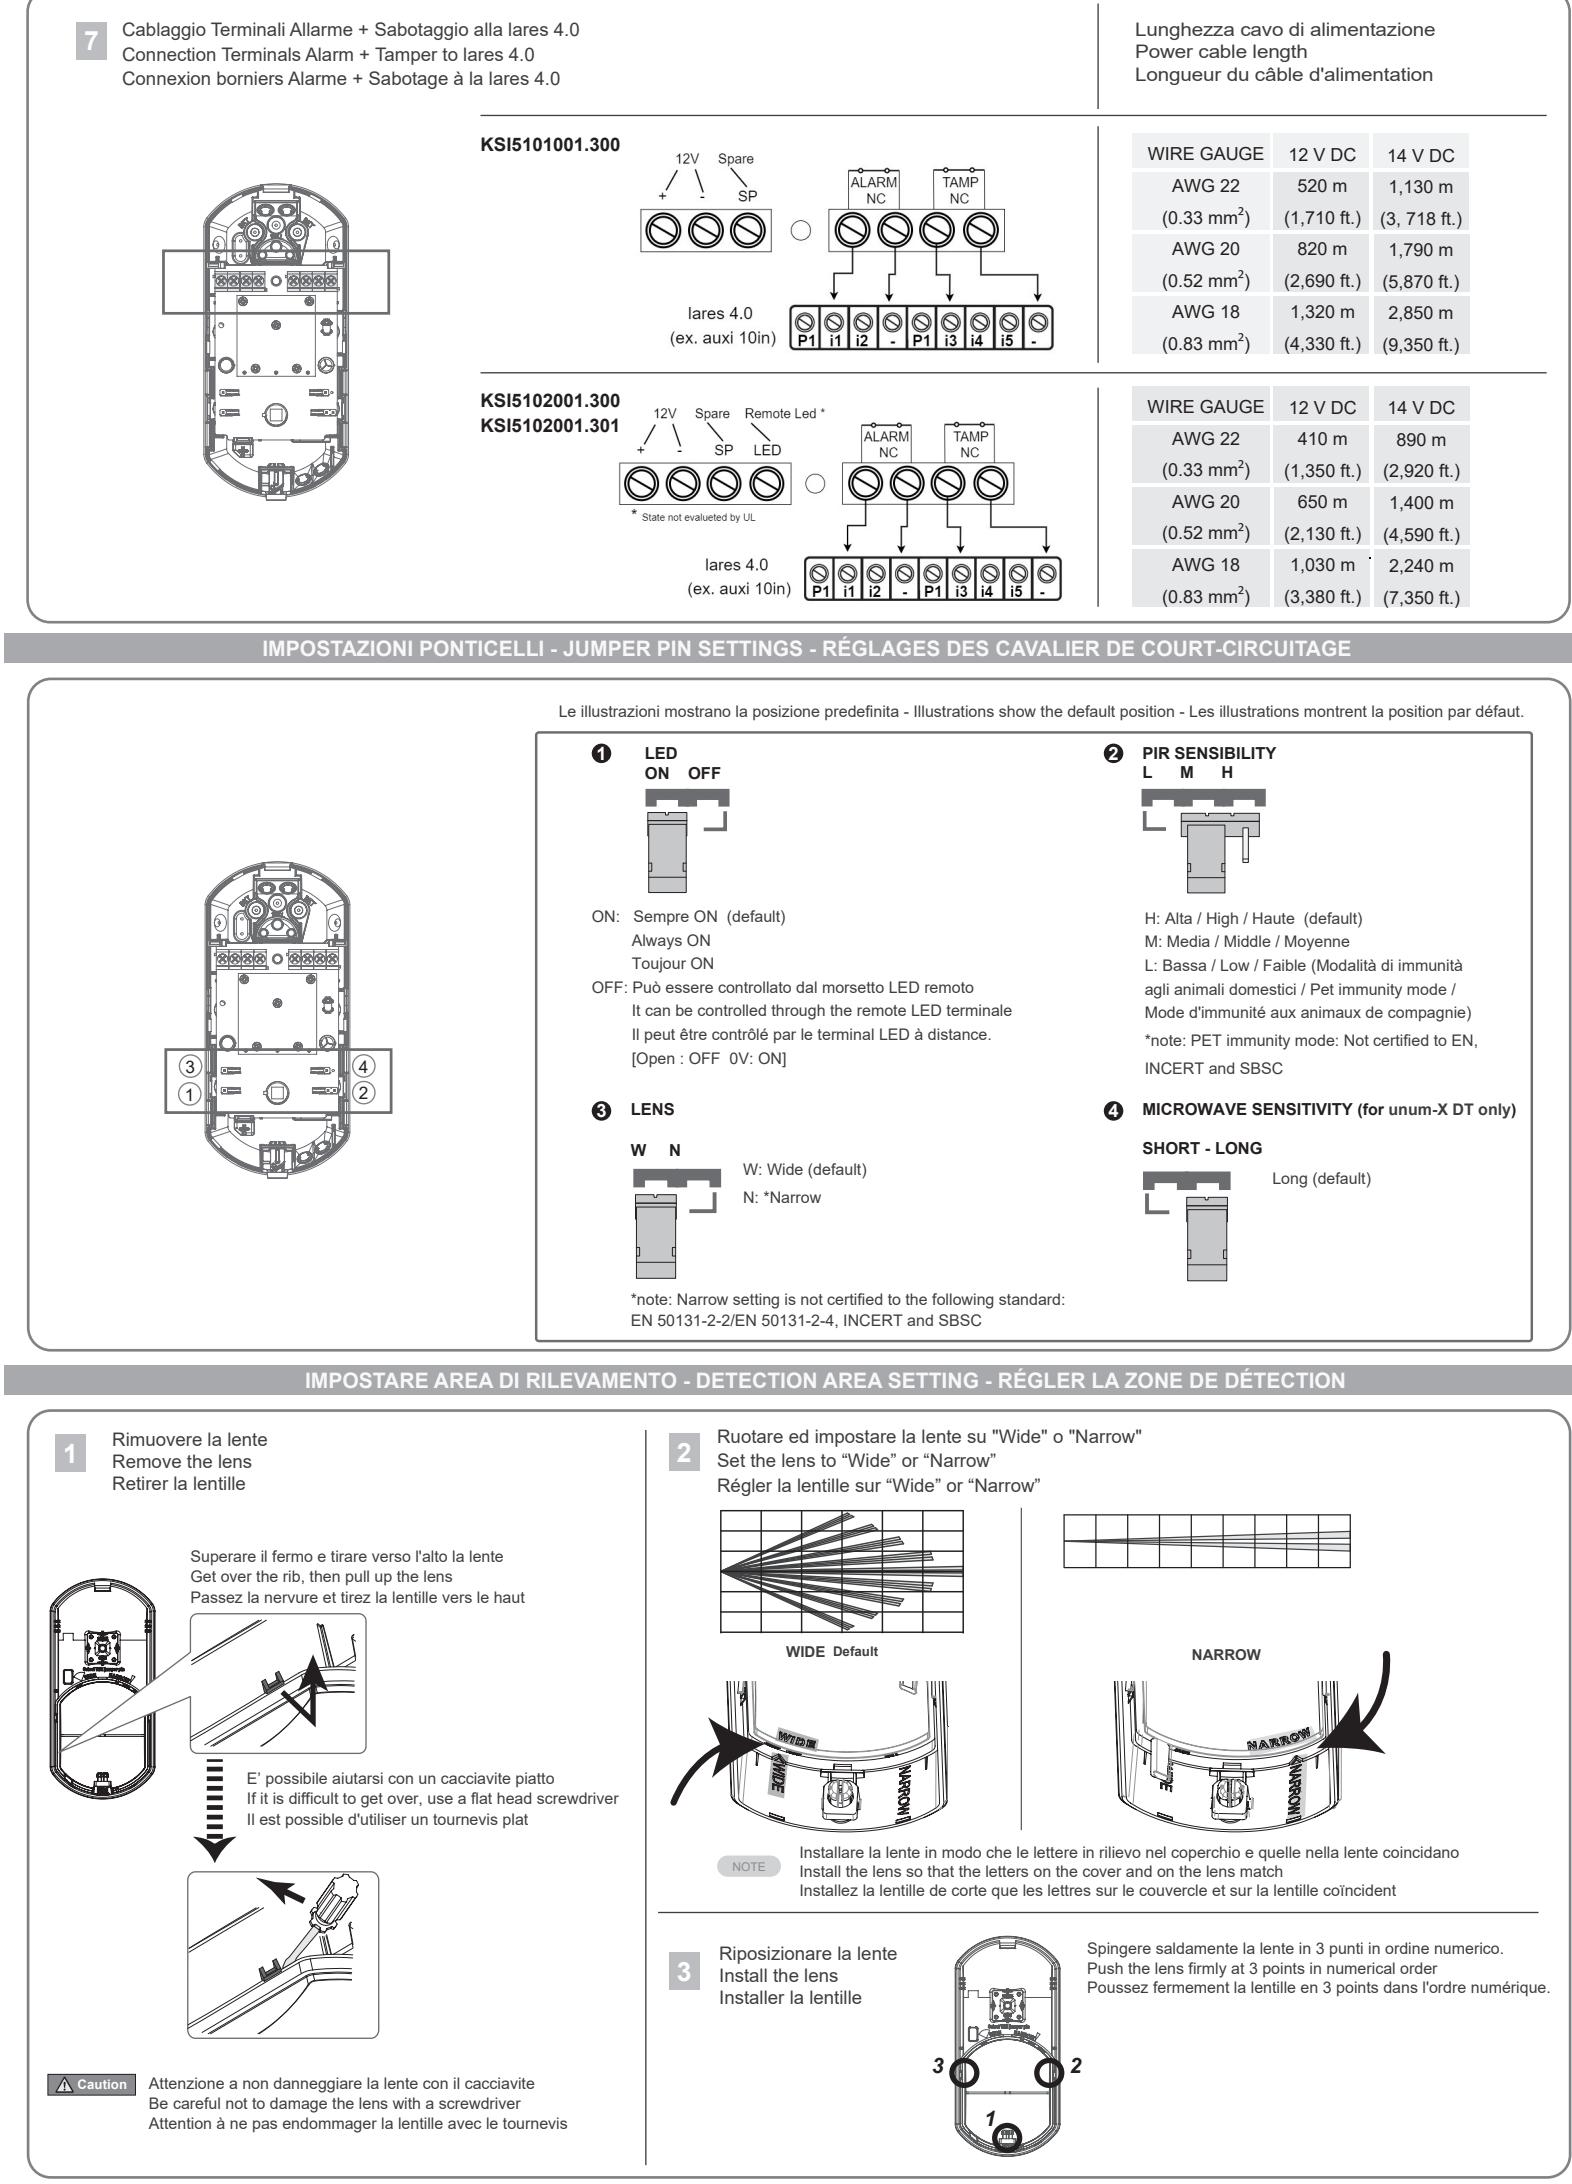 7
Cablaggio Terminali Allarme + Sabotaggio alla lares 4.0
Connection Terminals Alarm + Tamper to lares 4.0
Connexion borniers Alarme + Sabotage à la lares 4.0
Lunghezza cavo di alimentazione
Power cable length
Longueur du câble d'alimentation
KSI5101001.300
12V Spare
+ - SP
ALARM NC
TAMP NC
lares 4.0
(ex. auxi 10in)
P1 i1 i2 - P1 i3 i4 i5 -
WIRE GAUGE 12 V DC 14 V DC
AWG 22 520 m 1,130 m
(0.33 mm²) (1,710 ft.) (3, 718 ft.)
AWG 20 820 m 1,790 m
(0.52 mm²) (2,690 ft.) (5,870 ft.)
AWG 18 1,320 m 2,850 m
(0.83 mm²) (4,330 ft.) (9,350 ft.)
KSI5102001.300
KSI5102001.301
12V Spare Remote Led *
+ - SP LED
ALARM NC
TAMP NC
* State not evalueted by UL
lares 4.0
(ex. auxi 10in)
P1 i1 i2 - P1 i3 i4 i5 -
WIRE GAUGE 12 V DC 14 V DC
AWG 22 410 m 890 m
(0.33 mm²) (1,350 ft.) (2,920 ft.)
AWG 20 650 m 1,400 m
(0.52 mm²) (2,130 ft.) (4,590 ft.)
AWG 18 1,030 m 2,240 m
(0.83 mm²) (3,380 ft.) (7,350 ft.)
IMPOSTAZIONI PONTICELLI - JUMPER PIN SETTINGS - RÉGLAGES DES CAVALIER DE COURT-CIRCUITAGE
Le illustrazioni mostrano la posizione predefinita - Illustrations show the default position - Les illustrations montrent la position par défaut.
3 4
1 2
1 LED
ON OFF
ON: Sempre ON (default)
Always ON
Toujour ON
OFF: Può essere controllato dal morsetto LED remoto
It can be controlled through the remote LED terminale
Il peut être contrôlé par le terminal LED à distance.
[Open : OFF 0V: ON]
2 PIR SENSIBILITY
L M H
H: Alta / High / Haute (default)
M: Media / Middle / Moyenne
L: Bassa / Low / Faible (Modalità di immunità
agli animali domestici / Pet immunity mode /
Mode d'immunité aux animaux de compagnie)
*note: PET immunity mode: Not certified to EN,
INCERT and SBSC
3 LENS
W N
W: Wide (default)
N: *Narrow
*note: Narrow setting is not certified to the following standard:
EN 50131-2-2/EN 50131-2-4, INCERT and SBSC
4 MICROWAVE SENSITIVITY (for unum-X DT only)
SHORT - LONG
Long (default)
IMPOSTARE AREA DI RILEVAMENTO - DETECTION AREA SETTING - RÉGLER LA ZONE DE DÉTECTION
1
Rimuovere la lente
Remove the lens
Retirer la lentille
Superare il fermo e tirare verso l'alto la lente
Get over the rib, then pull up the lens
Passez la nervure et tirez la lentille vers le haut
E' possibile aiutarsi con un cacciavite piatto
If it is difficult to get over, use a flat head screwdriver
Il est possible d'utiliser un tournevis plat
Caution
Attenzione a non danneggiare la lente con il cacciavite
Be careful not to damage the lens with a screwdriver
Attention à ne pas endommager la lentille avec le tournevis
2
Ruotare ed impostare la lente su "Wide" o "Narrow"
Set the lens to “Wide” or “Narrow”
Régler la lentille sur “Wide” or “Narrow”
WIDE Default
NARROW
WIDE
WIDE
NARROW
NARROW
NARROW
NOTE
Installare la lente in modo che le lettere in rilievo nel coperchio e quelle nella lente coincidano
Install the lens so that the letters on the cover and on the lens match
Installez la lentille de corte que les lettres sur le couvercle et sur la lentille coïncident
3
Riposizionare la lente
Install the lens
Installer la lentille
3 2
1
Spingere saldamente la lente in 3 punti in ordine numerico.
Push the lens firmly at 3 points in numerical order
Poussez fermement la lentille en 3 points dans l'ordre numérique.